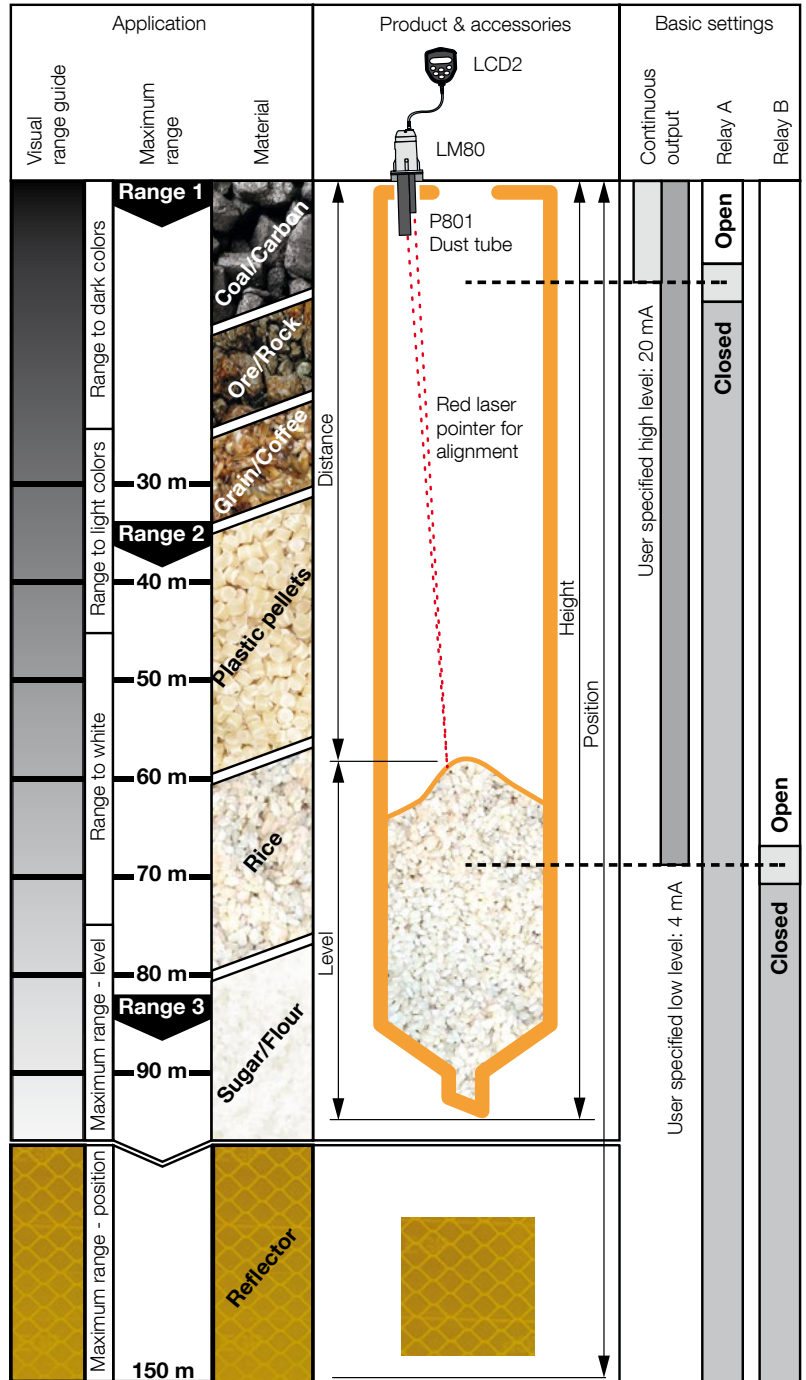 Application
Product & accessories
Basic settings
Visual
range guide
Maximum
range
Material
LCD2
LM80
P801
Dust tube
Continuous
output
Relay A
Relay B
Range 1
Range to dark colors
Coal/Carbon
Ore/Rock
Grain/Coffee
30 m
Range to light colors
Range 2
40 m
Plastic pellets
50 m
Range to white
60 m
Rice
70 m
80 m
Maximum range - level
Range 3
90 m
Sugar/Flour
Maximum range - position
Reflector
150 m
Red laser
pointer for
alignment
Distance
Level
Height
Position
User specified high level: 20 mA
User specified low level: 4 mA
Open
Closed
Open
Closed